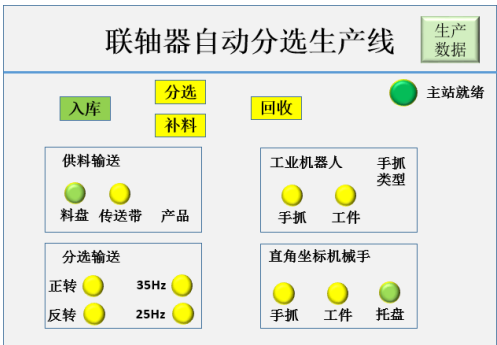 联轴器自动分选生产线
生产
数据
主站就绪
入库
分选
补料
回收
供料输送
料盘 传送带 产品
工业机器人 手抓
类型
手抓 工件
分选输送
正转 35Hz
反转 25Hz
直角坐标机械手
手抓 工件 托盘